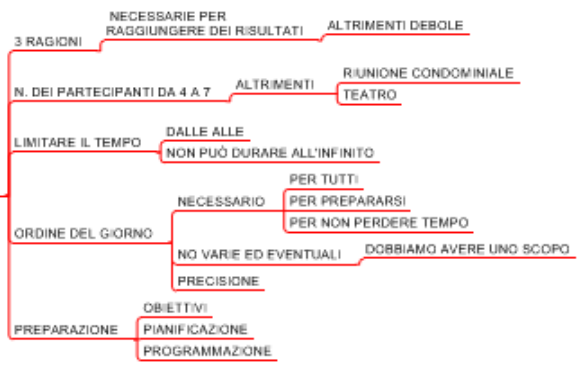 3 RAGIONI
NECESSARIE PER
RAGGIUNGERE DEI RISULTATI
ALTRIMENTI DEBOLE
N. DEI PARTECIPANTI DA 4 A 7
ALTRIMENTI
RIUNIONE CONDOMINIALE
TEATRO
LIMITARE IL TEMPO
DALLE ALLE
NON PUÒ DURARE ALL'INFINITO
ORDINE DEL GIORNO
NECESSARIO
PER TUTTI
PER PREPARARSI
PER NON PERDERE TEMPO
NO VARIE ED EVENTUALI
DOBBIAMO AVERE UNO SCOPO
PRECISIONE
PREPARAZIONE
OBIETTIVI
PIANIFICAZIONE
PROGRAMMAZIONE